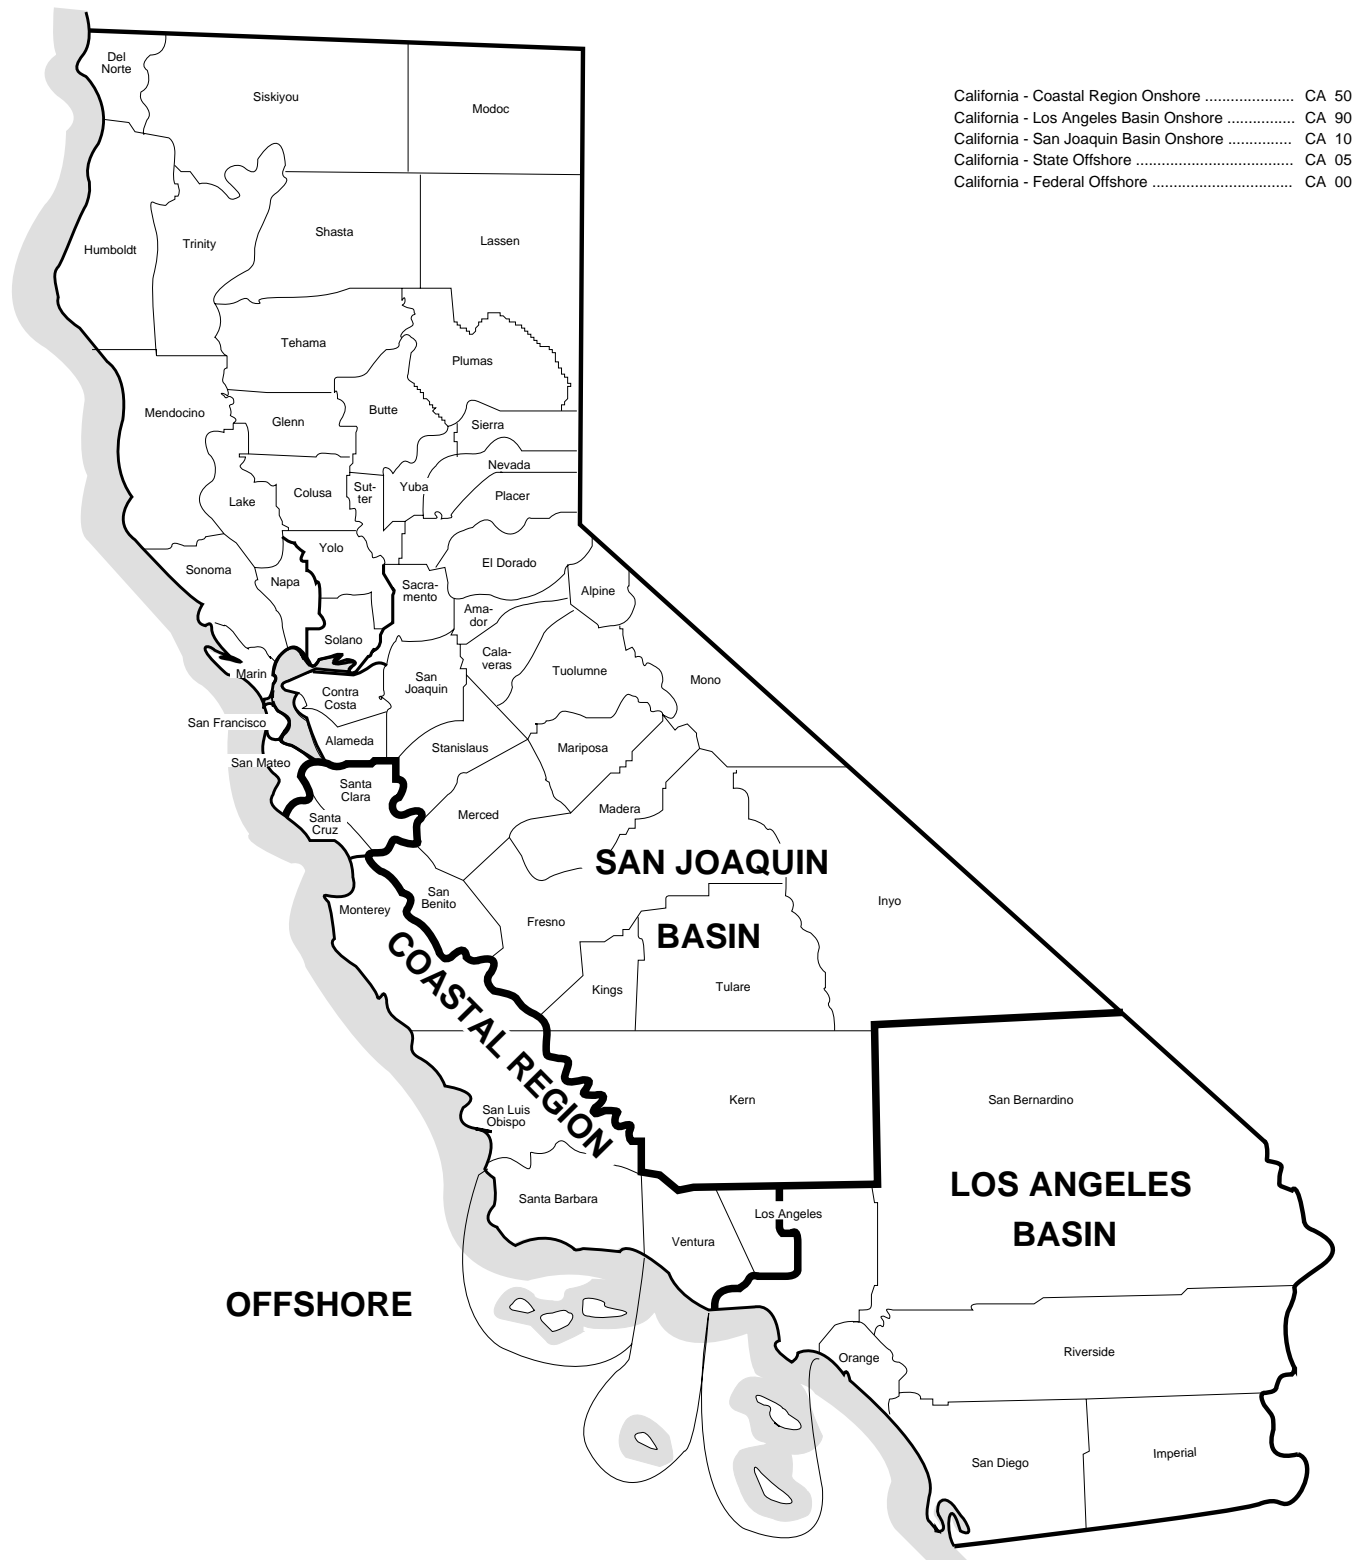 Del
Norte
Siskiyou
Modoc
California - Coastal Region Onshore ..................... CA 50
California - Los Angeles Basin Onshore ................ CA 90
California - San Joaquin Basin Onshore ............... CA 10
California - State Offshore ..................................... CA 05
California - Federal Offshore ................................. CA 00
Humboldt
Trinity
Shasta
Lassen
Tehama
Plumas
Mendocino
Glenn
Butte
Sierra
Nevada
Lake
Colusa
Sut-
ter
Yuba
Placer
Sonoma
Napa
Yolo
Sacra-
mento
El Dorado
Alpine
Ama-
dor
Solano
Marin
Contra
Costa
San
Joaquin
Cala-
veras
Tuolumne
Mono
San Francisco
Alameda
Stanislaus
Mariposa
San Mateo
Santa
Clara
Santa
Cruz
Merced
Madera
SAN JOAQUIN
BASIN
Monterey
San
Benito
Fresno
Inyo
Kings
Tulare
COASTAL REGION
San Luis
Obispo
Kern
San Bernardino
LOS ANGELES
BASIN
Santa Barbara
Ventura
Los Angeles
OFFSHORE
Orange
Riverside
San Diego
Imperial